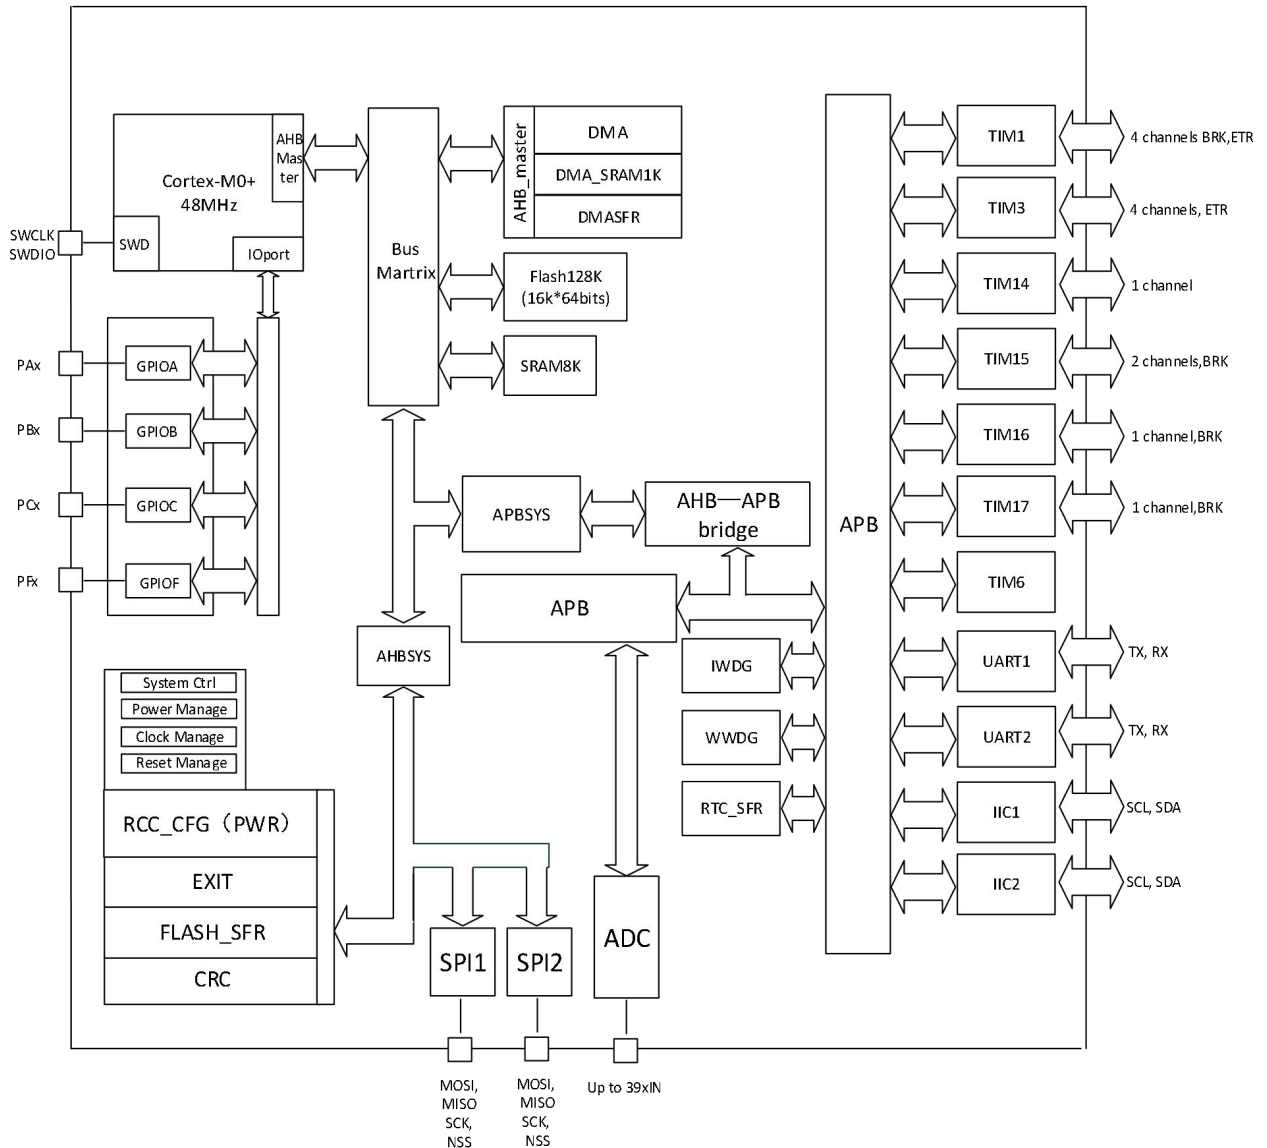 AHB
Mas
ter
Cortex-M0+
48MHz
SWCLK
SWDIO
SWD
IOport
Bus
Martrix
AHB_master
DMA
DMA_SRAM1K
DMASFR
Flash128K
(16k*64bits)
SRAM8K
PAx
GPIOA
PBx
GPIOB
PCx
GPIOC
PFx
GPIOF
APBSYS
AHB—APB
bridge
APB
AHBSYS
IWDG
WWDG
RTC_SFR
APB
TIM1
4 channels BRK,ETR
TIM3
4 channels, ETR
TIM14
1 channel
TIM15
2 channels,BRK
TIM16
1 channel,BRK
TIM17
1 channel,BRK
TIM6
UART1
TX, RX
UART2
TX, RX
IIC1
SCL, SDA
IIC2
SCL, SDA
System Ctrl
Power Manage
Clock Manage
Reset Manage
RCC_CFG（PWR）
EXIT
FLASH_SFR
CRC
SPI1
SPI2
ADC
MOSI,
MISO
SCK,
NSS
MOSI,
MISO
SCK,
NSS
Up to 39xIN